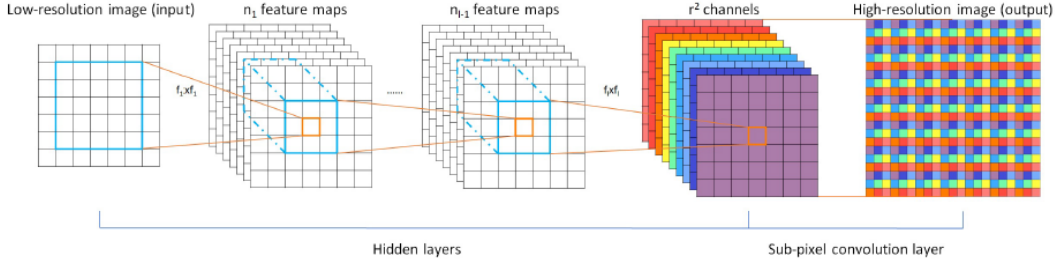 Low-resolution image (input)
n₁ feature maps
nₗ₋₁ feature maps
r² channels
High-resolution image (output)
f₁xf₁
......
fₗxfₗ
Hidden layers
Sub-pixel convolution layer